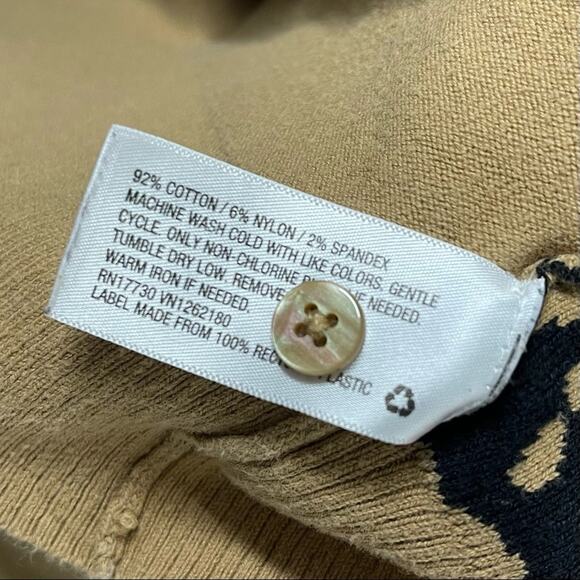 92% COTTON / 6% NYLON / 2% SPANDEX
MACHINE WASH COLD WITH LIKE COLORS, GENTLE
CYCLE. ONLY NON-CHLORINE IF NEEDED.
TUMBLE DRY LOW. REMOVE
WARM IRON IF NEEDED.
RN17730 VN1262180
LABEL MADE FROM 100% PLASTIC